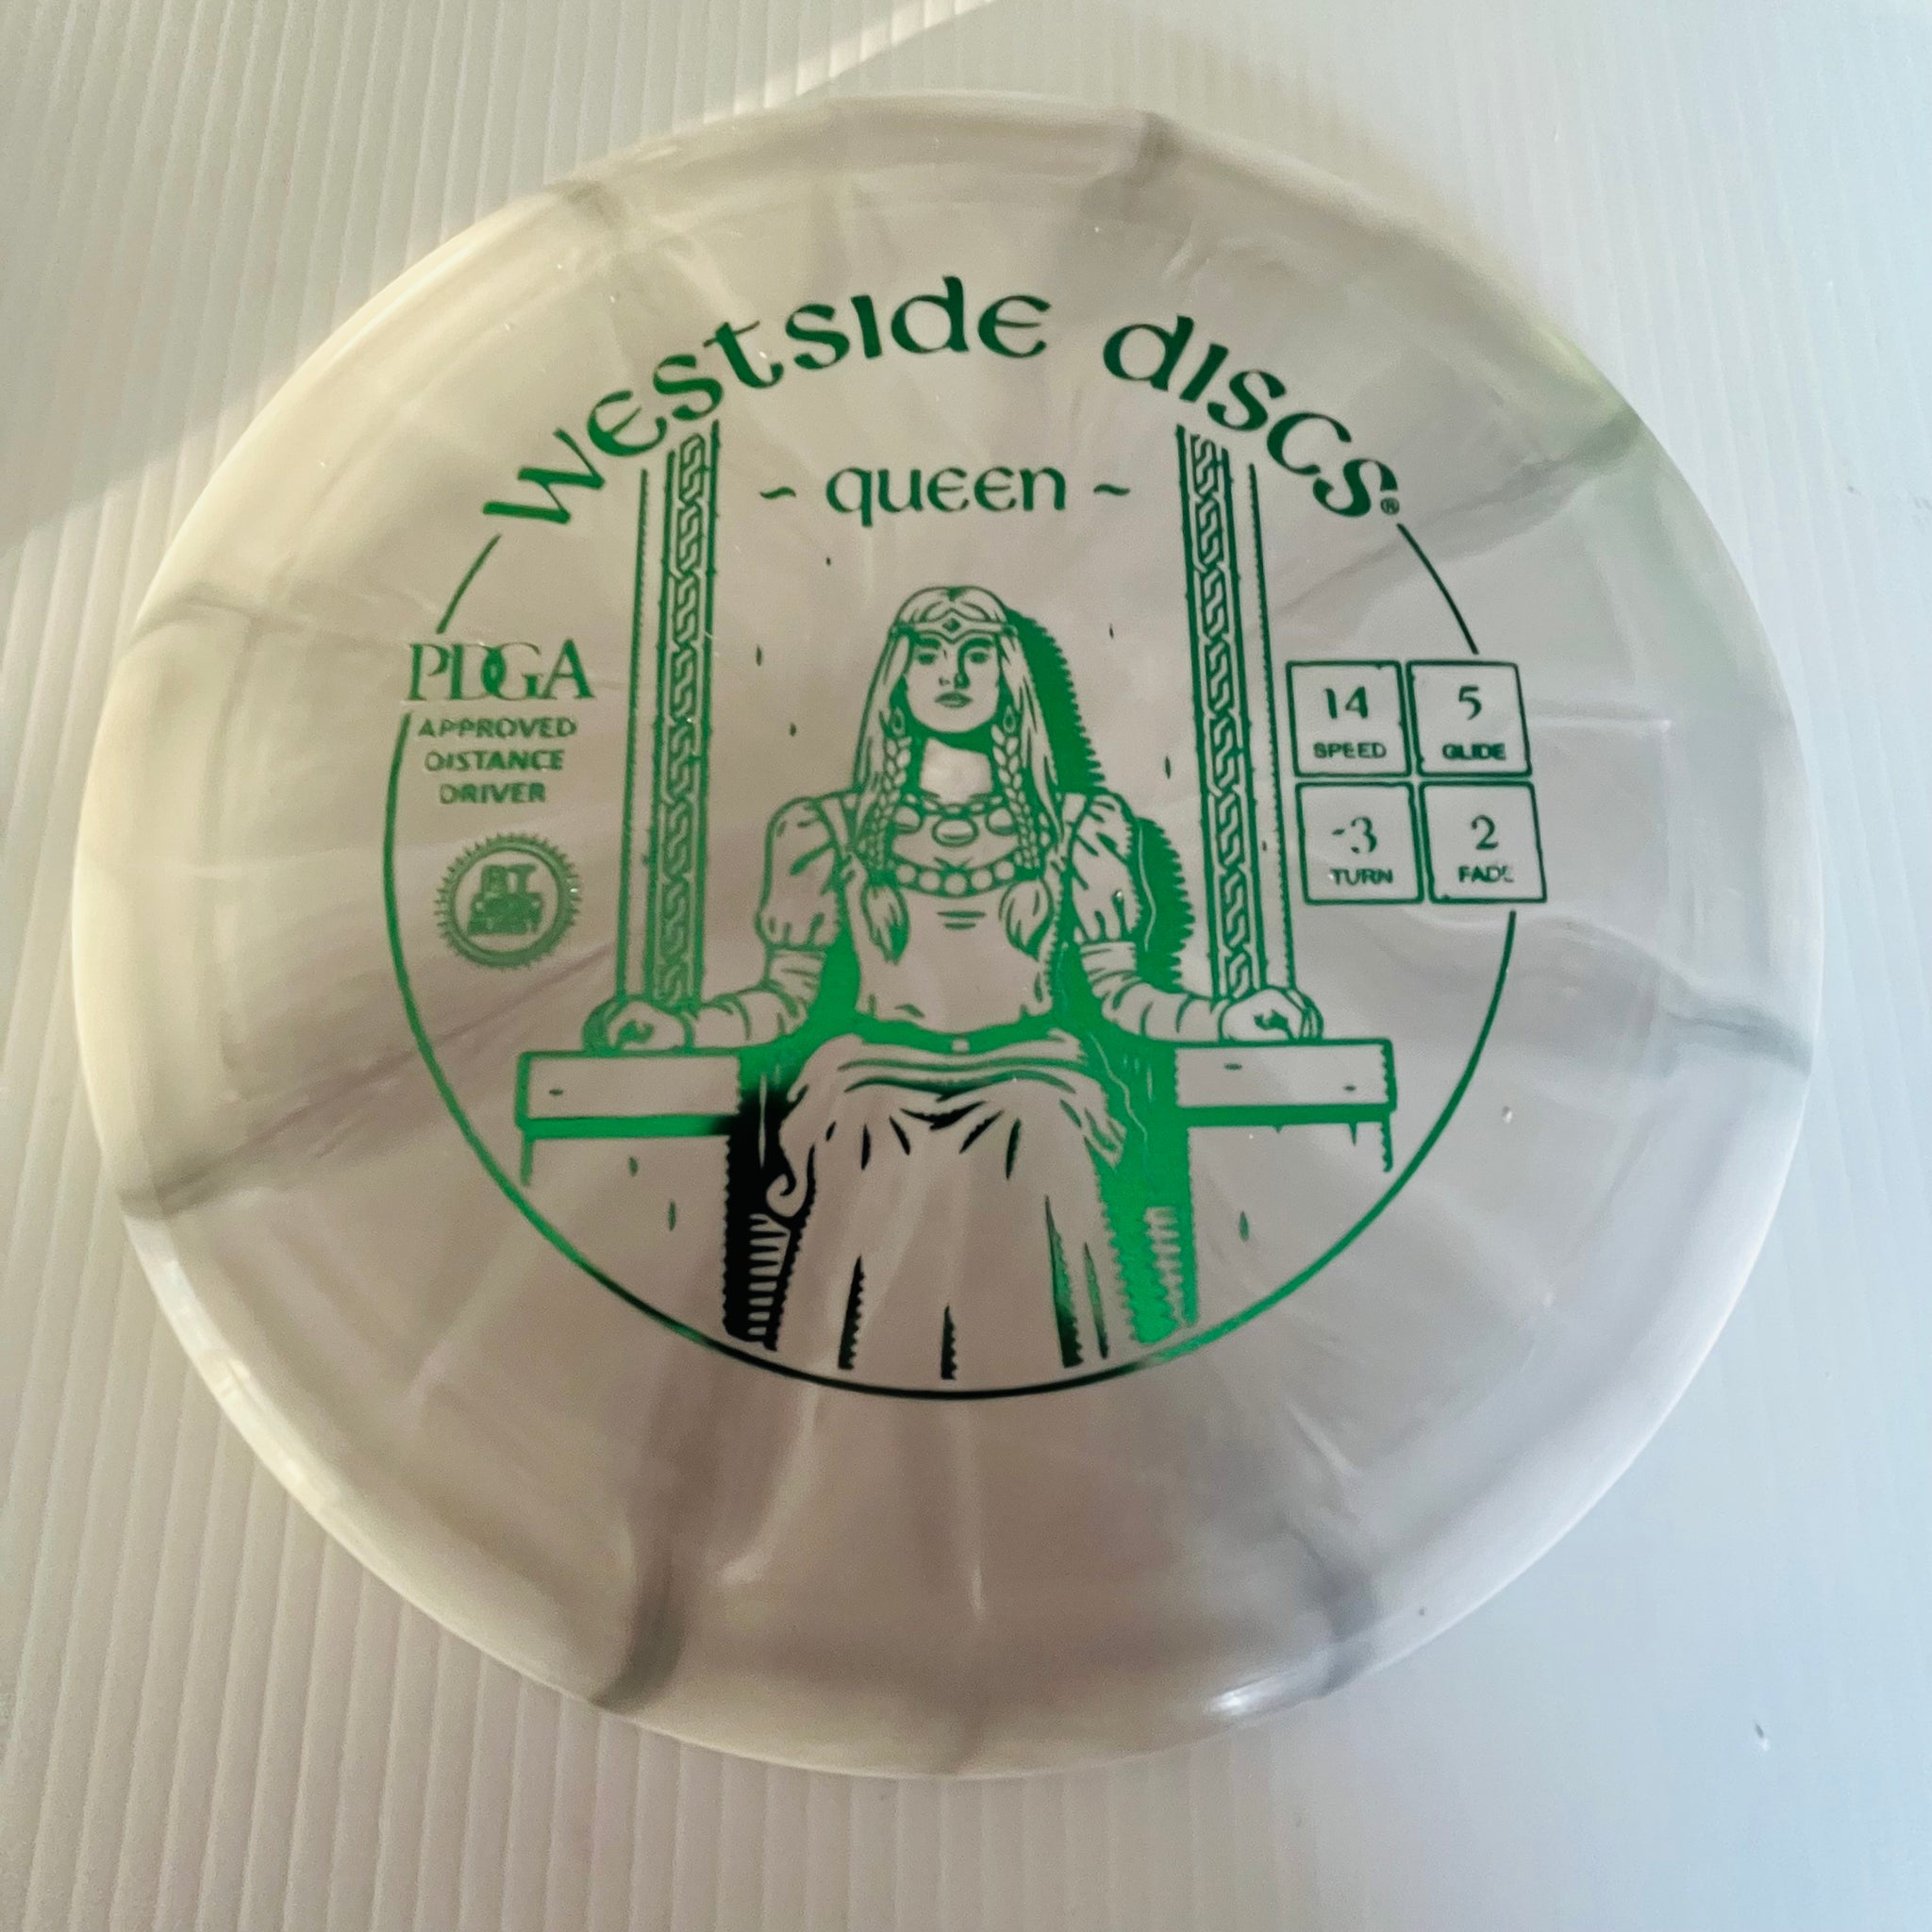 Westside discs®
~ queen ~
PDGA
APPROVED
DISTANCE
DRIVER
14
SPEED
5
GLIDE
-3
TURN
2
FADE